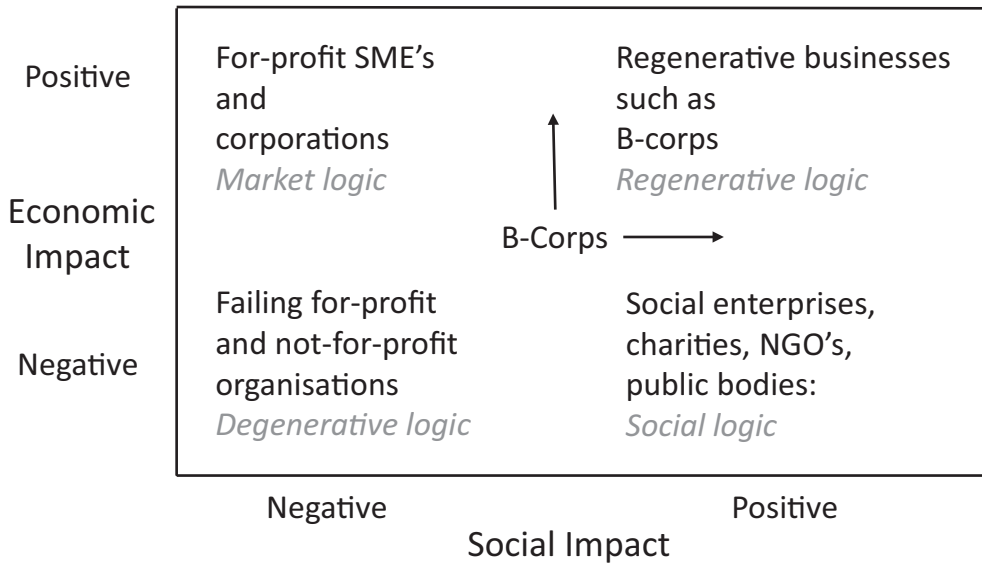 Positive
For-profit SME's
and
corporations
Market logic
Regenerative businesses
such as
B-corps
Regenerative logic
Economic
Impact
B-Corps
Negative
Failing for-profit
and not-for-profit
organisations
Degenerative logic
Social enterprises,
charities, NGO's,
public bodies:
Social logic
Negative
Positive
Social Impact